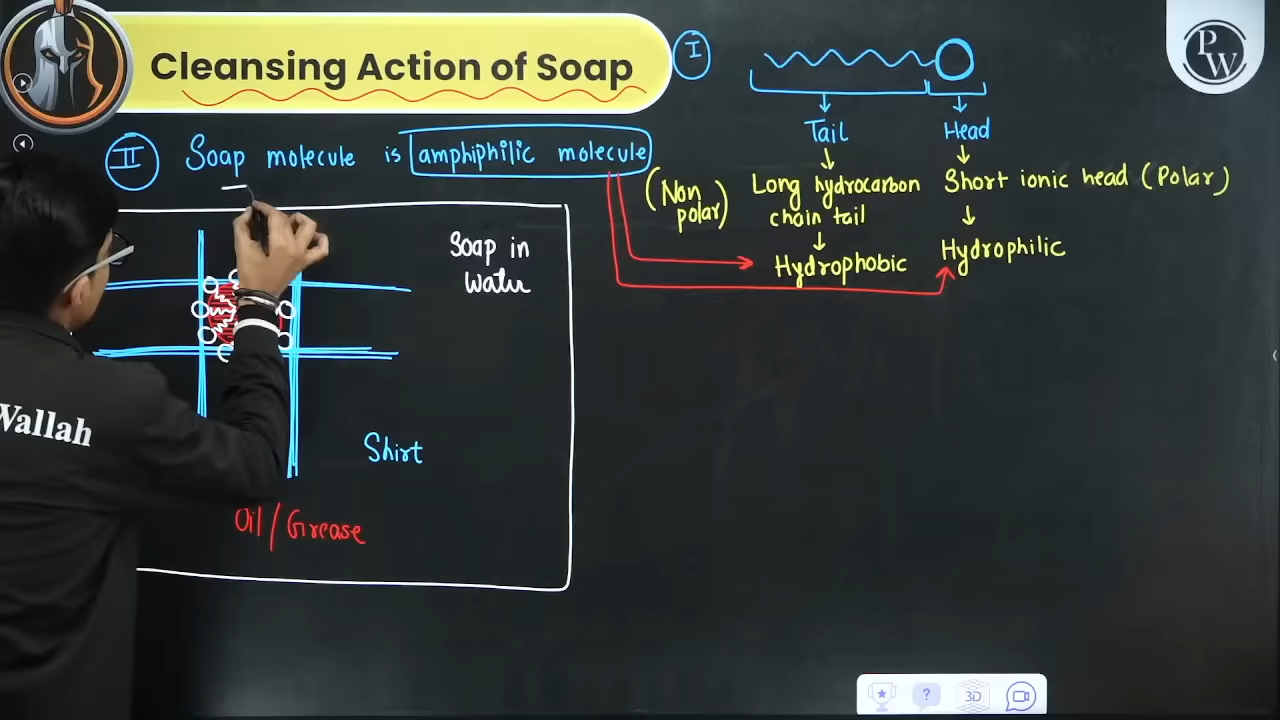 Cleansing Action of Soap
I
P
W
Tail
Head
II Soap molecule is amphiphilic molecule
(Non polar)
Long hydrocarbon chain tail
Short ionic head (Polar)
Hydrophobic
Hydrophilic
Soap in
water
Shirt
Oil/Grease
Wallah
?
3D